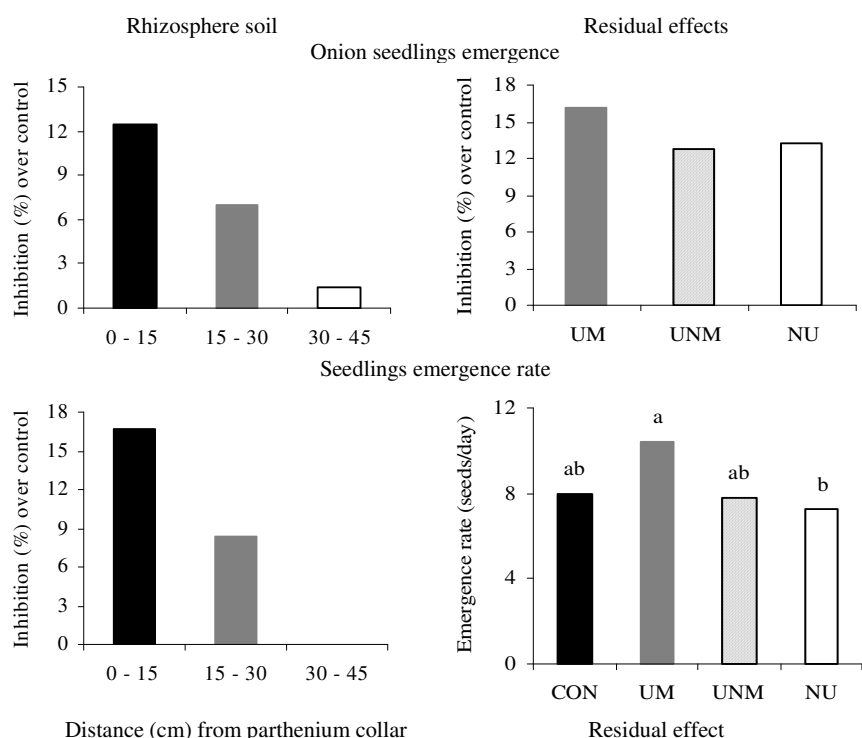 Rhizosphere soil
Residual effects
Onion seedlings emergence
Inhibition (%) over control
15
12
9
6
3
0
0 - 15 15 - 30 30 - 45
Inhibition (%) over control
18
15
12
9
6
3
0
UM UNM NU
Seedlings emergence rate
Inhibition (%) over control
18
15
12
9
6
3
0
0 - 15 15 - 30 30 - 45
Distance (cm) from parthenium collar
Emergence rate (seeds/day)
12
8
4
0
ab a ab b
CON UM UNM NU
Residual effect